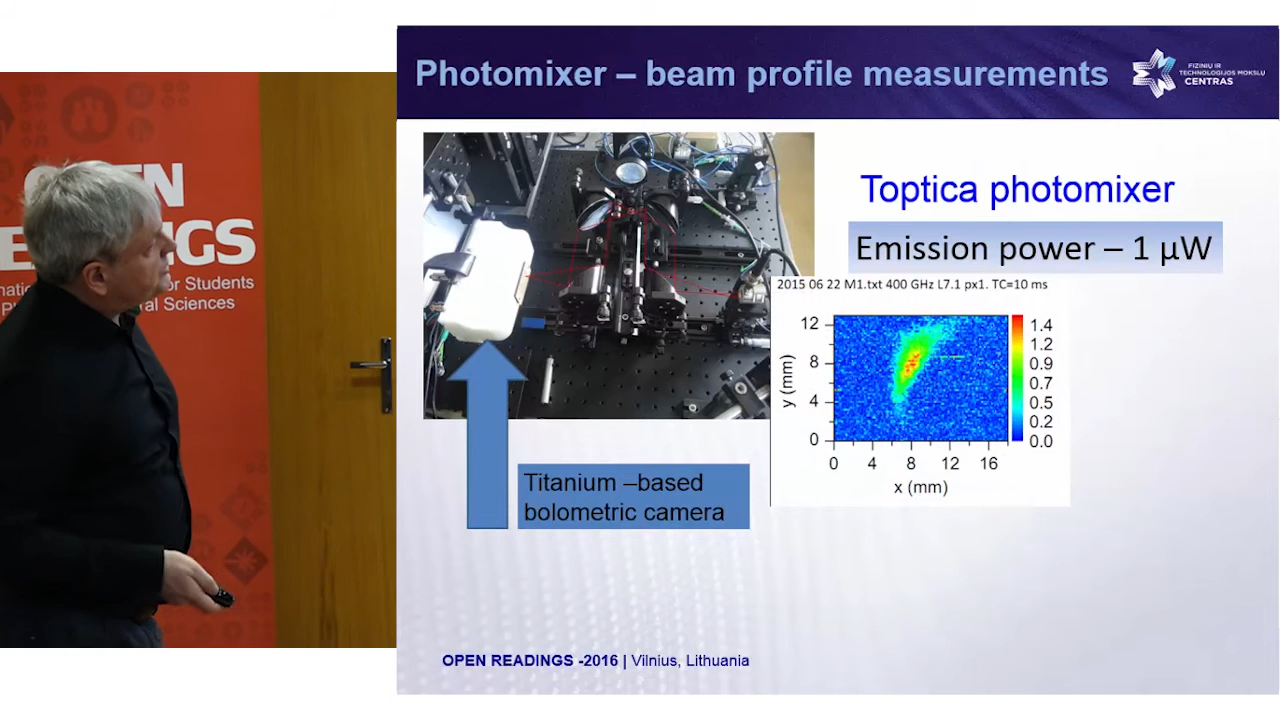 Photomixer – beam profile measurements
FIZINIŲ IR
TECHNOLOGIJOS MOKSLŲ
CENTRAS
OPEN
READINGS
for Students
ral Sciences
Toptica photomixer
Emission power – 1 µW
2015 06 22 M1.txt 400 GHz L7.1 px1. TC=10 ms
12
8
4
0
y (mm)
0 4 8 12 16
x (mm)
1.4
1.2
0.9
0.7
0.5
0.2
0.0
Titanium –based
bolometric camera
OPEN READINGS -2016 | Vilnius, Lithuania